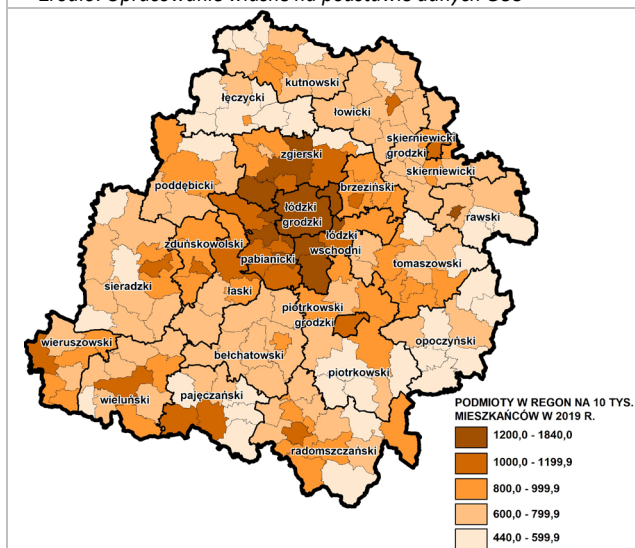 Źródło: Opracowanie własne na podstawie danych GUS
kutnowski
łęczycki
łowicki
skierniewicki
grodzki
zgierski
skierniewicki
poddębicki
brzeziński
łódzki
grodzki
rawski
łódzki
wschodni
zduńskowolski
pabianicki
tomaszowski
sieradzki
łaski
piotrkowski
grodzki
wieruszowski
opoczyński
bełchatowski
piotrkowski
pajęczański
wieluński
radomszczański
PODMIOTY W REGON NA 10 TYS.
MIESZKAŃCÓW W 2019 R.
1200,0 - 1840,0
1000,0 - 1199,9
800,0 - 999,9
600,0 - 799,9
440,0 - 599,9